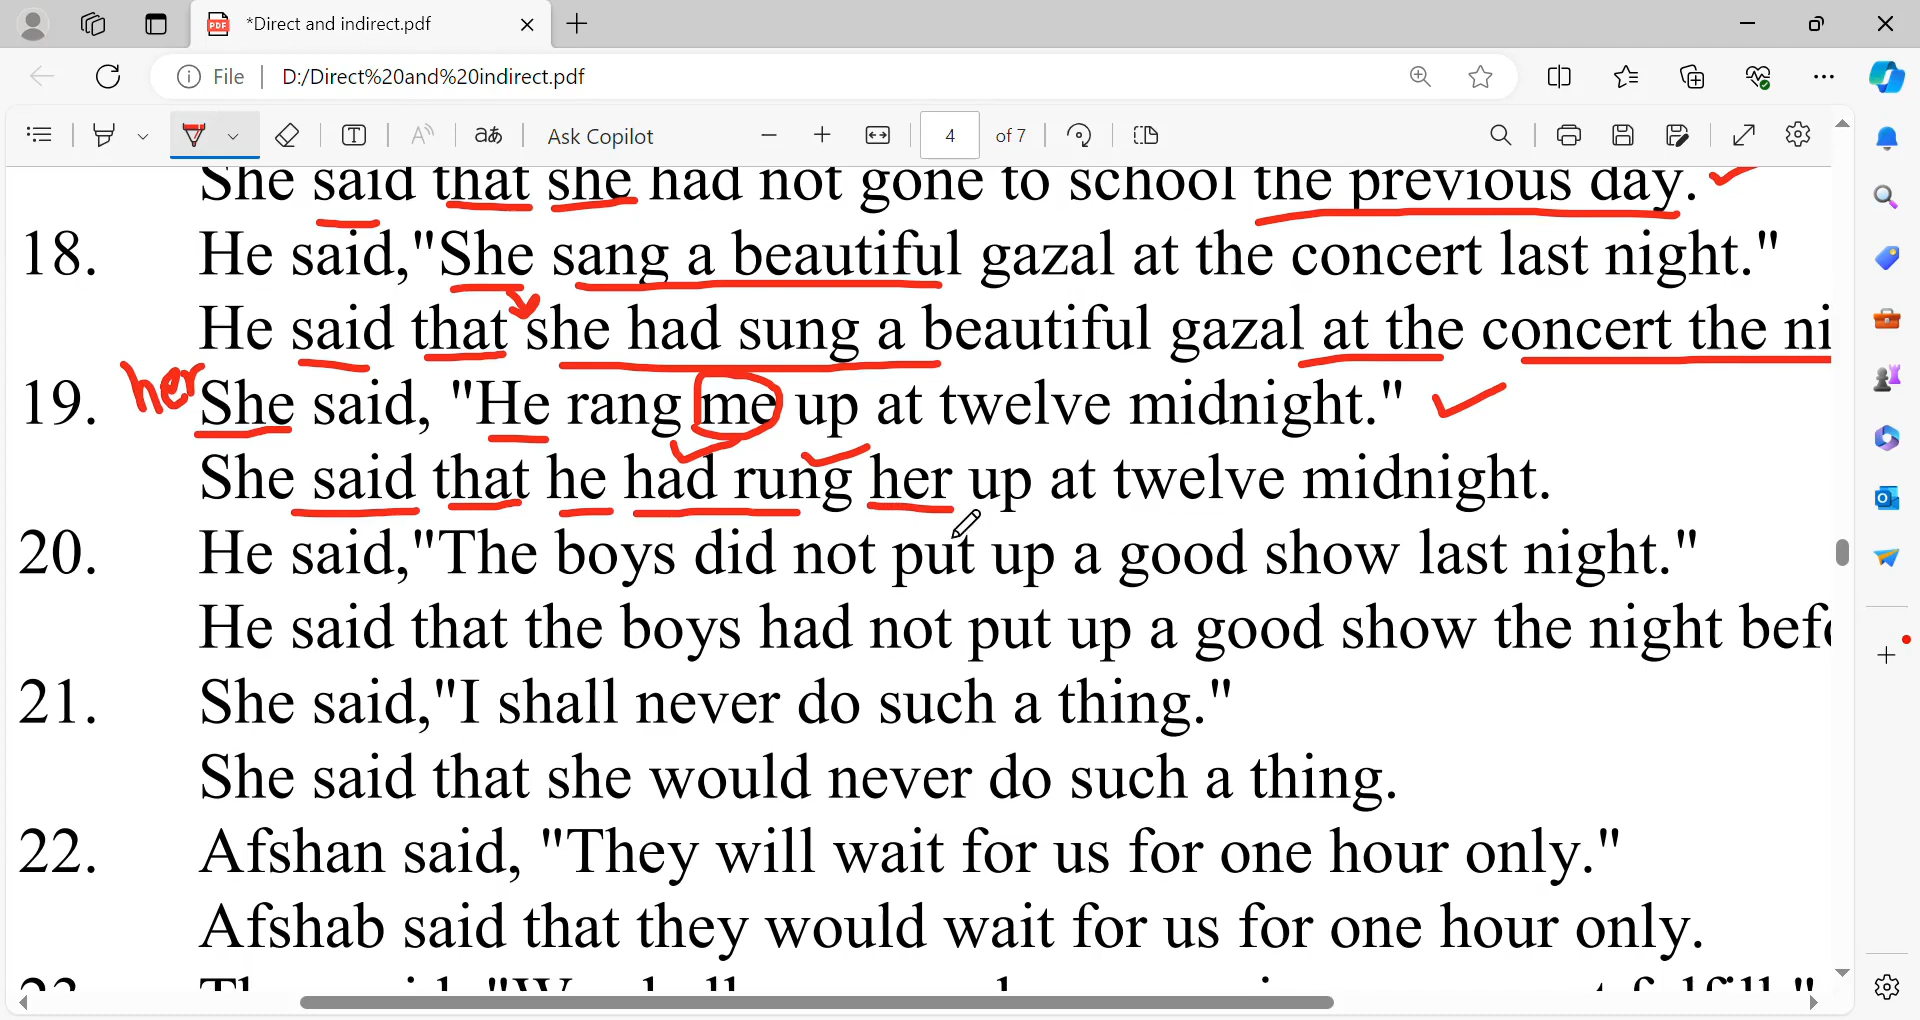 *Direct and indirect.pdf
File D:/Direct%20and%20indirect.pdf
Ask Copilot 4 of 7
She said that she had not gone to school the previous day.
18. He said,"She sang a beautiful gazal at the concert last night."
He said that she had sung a beautiful gazal at the concert the ni
19. her She said, "He rang me up at twelve midnight."
She said that he had rung her up at twelve midnight.
20. He said,"The boys did not put up a good show last night."
He said that the boys had not put up a good show the night befo
21. She said,"I shall never do such a thing."
She said that she would never do such a thing.
22. Afshan said, "They will wait for us for one hour only."
Afshab said that they would wait for us for one hour only.